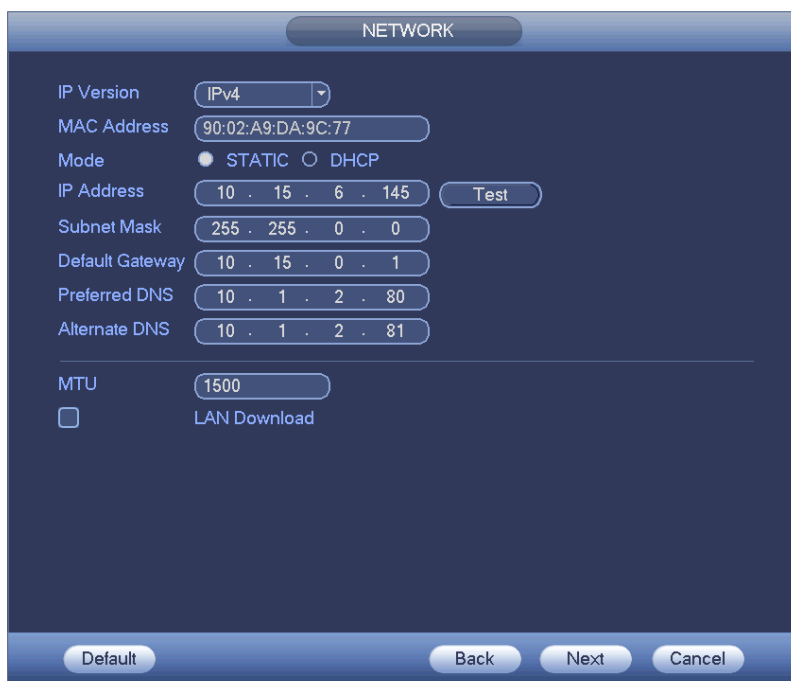 NETWORK
IP Version IPv4
MAC Address 90:02:A9:DA:9C:77
Mode STATIC DHCP
IP Address 10 . 15 . 6 . 145 Test
Subnet Mask 255 . 255 . 0 . 0
Default Gateway 10 . 15 . 0 . 1
Preferred DNS 10 . 1 . 2 . 80
Alternate DNS 10 . 1 . 2 . 81
MTU 1500
LAN Download
Default Back Next Cancel